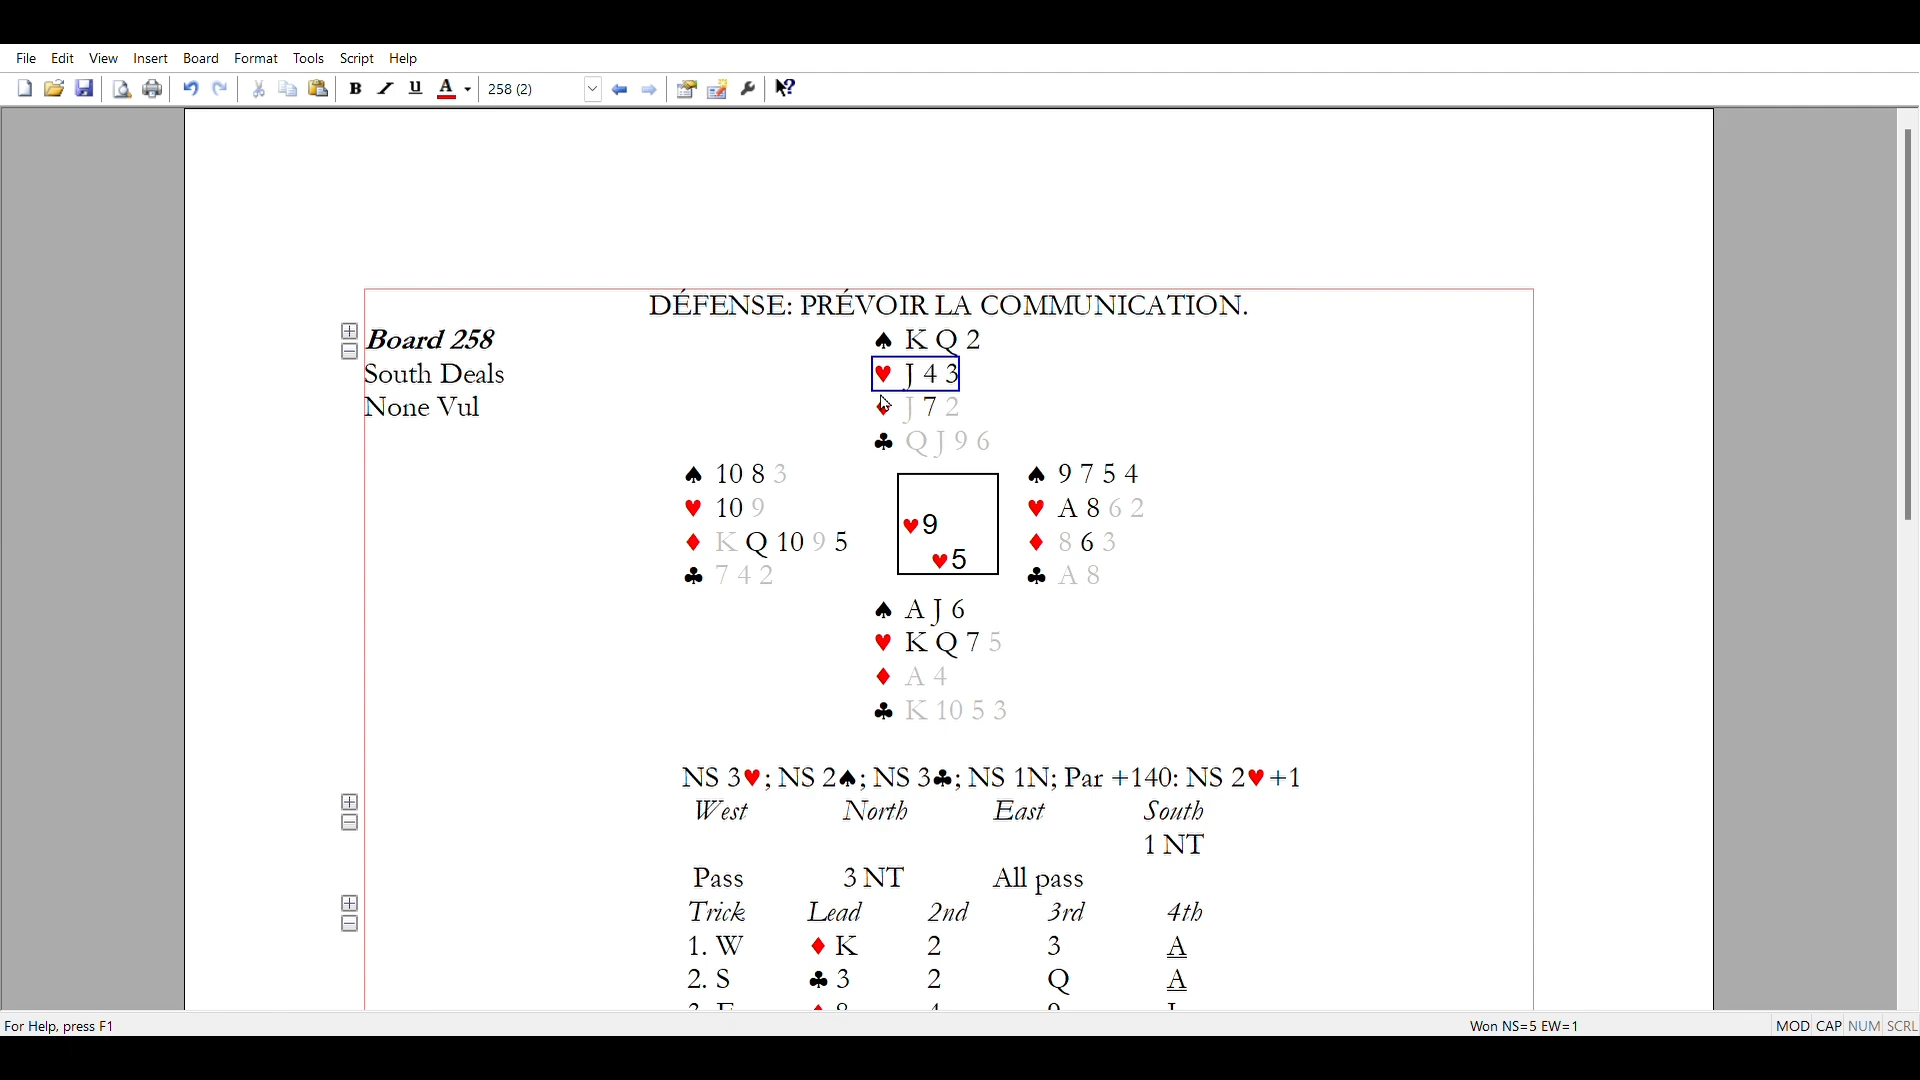 File Edit View Insert Board Format Tools Script Help
B I U A 258 (2)
DÉFENSE: PRÉVOIR LA COMMUNICATION.
Board 258 ♠ K Q 2
South Deals ♥ J 4 3
None Vul ♦ J 7 2
♣ Q J 9 6
♠ 10 8 3 ♠ 9 7 5 4
♥ 10 9 ♥9 ♥ A 8 6 2
♦ K Q 10 9 5 ♥5 ♦ 8 6 3
♣ 7 4 2 ♣ A 8
♠ A J 6
♥ K Q 7 5
♦ A 4
♣ K 10 5 3
NS 3♥; NS 2♠; NS 3♣; NS 1N; Par +140: NS 2♥+1
West North East South
1 NT
Pass 3 NT All pass
Trick Lead 2nd 3rd 4th
1. W ♦ K 2 3 A
2. S ♣ 3 2 Q A
For Help, press F1 Won NS=5 EW=1 MOD CAP NUM SCRL